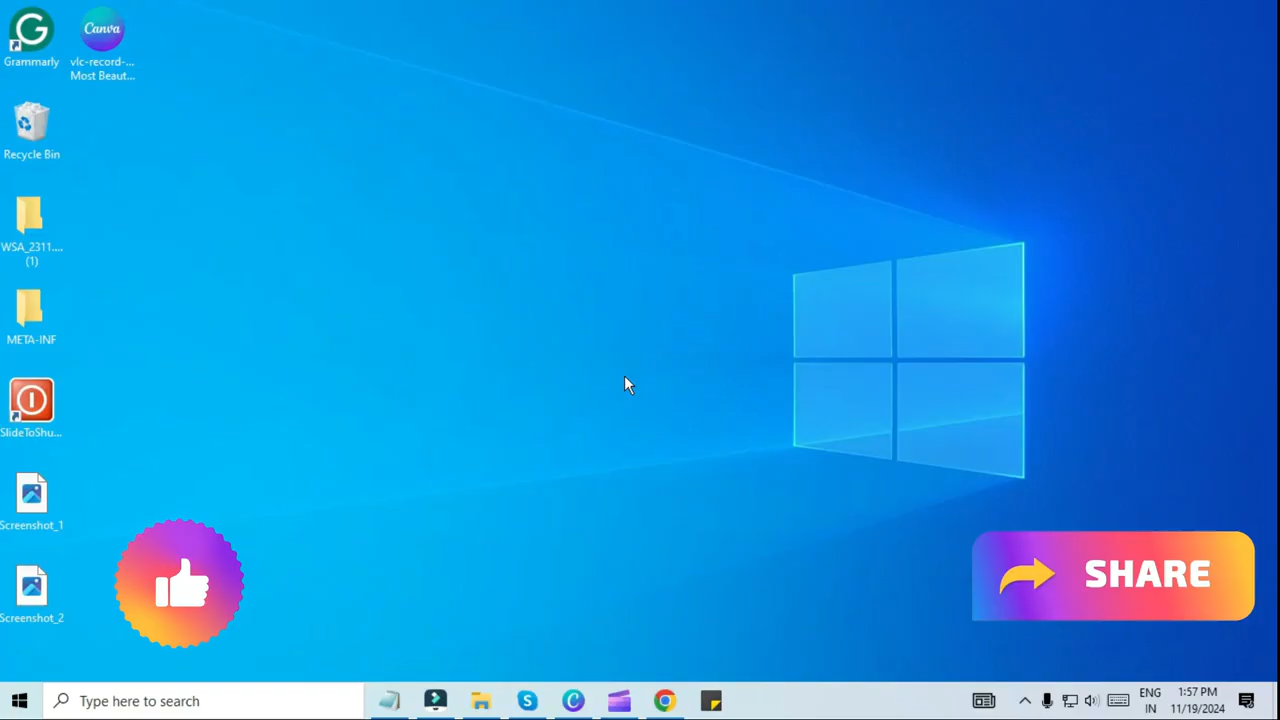 Canva
Grammarly
vlc-record-...
Most Beaut...
Recycle Bin
WSA_2311....
(1)
META-INF
SlideToShu...
Screenshot_1
Screenshot_2
SHARE
Type here to search
ENG
IN
1:57 PM
11/19/2024